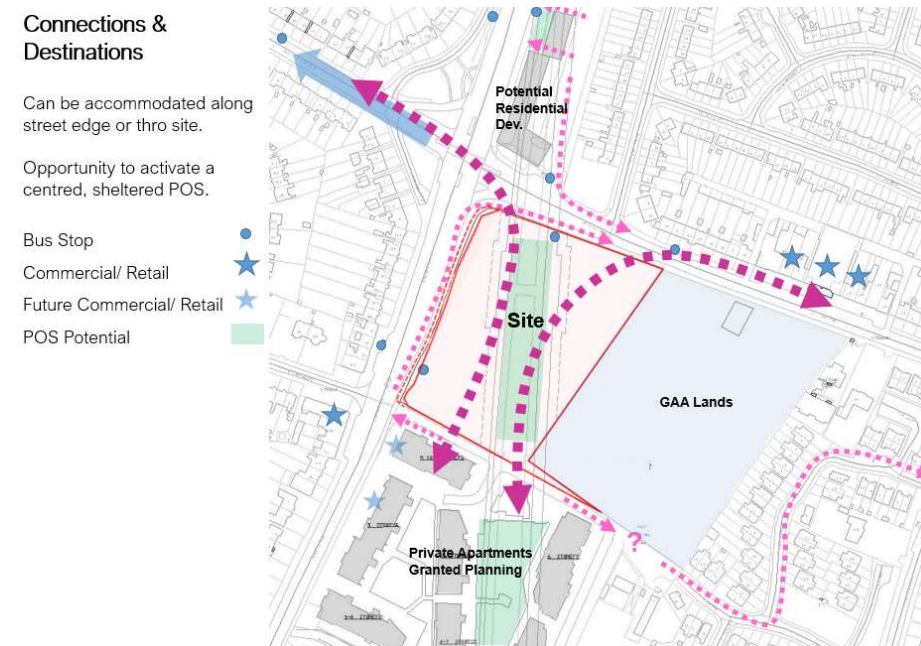 Connections &
Destinations
Can be accommodated along
street edge or thro site.
Opportunity to activate a
centred, sheltered POS.
Bus Stop
Commercial/ Retail
Future Commercial/ Retail
POS Potential
Potential
Residential
Dev.
Site
GAA Lands
?
Private Apartments
Granted Planning